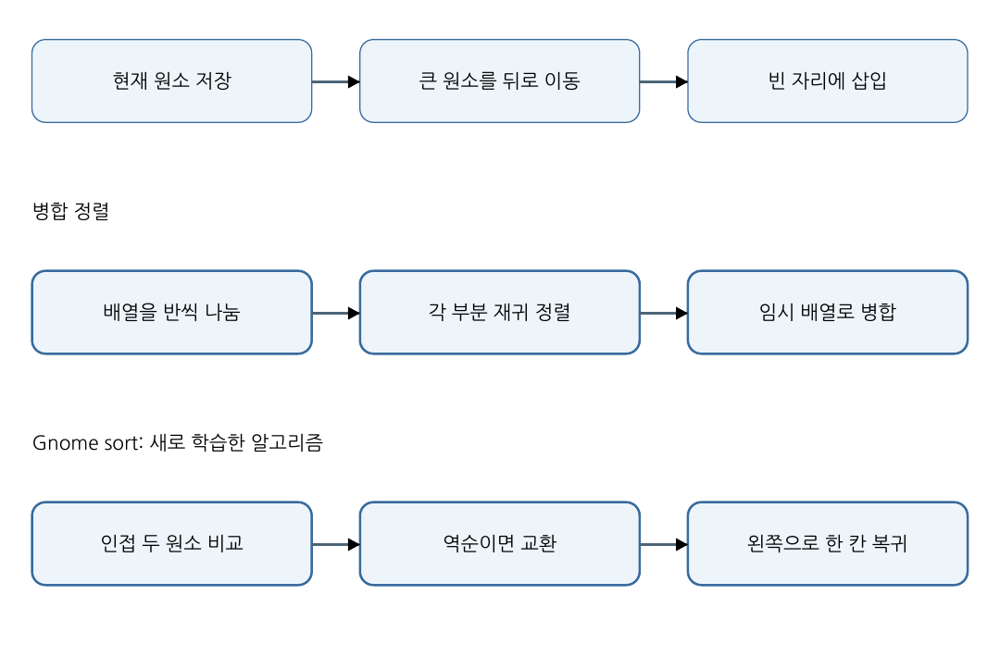 현재 원소 저장
큰 원소를 뒤로 이동
빈 자리에 삽입
병합 정렬
배열을 반씩 나눔
각 부분 재귀 정렬
임시 배열로 병합
Gnome sort: 새로 학습한 알고리즘
인접 두 원소 비교
역순이면 교환
왼쪽으로 한 칸 복귀